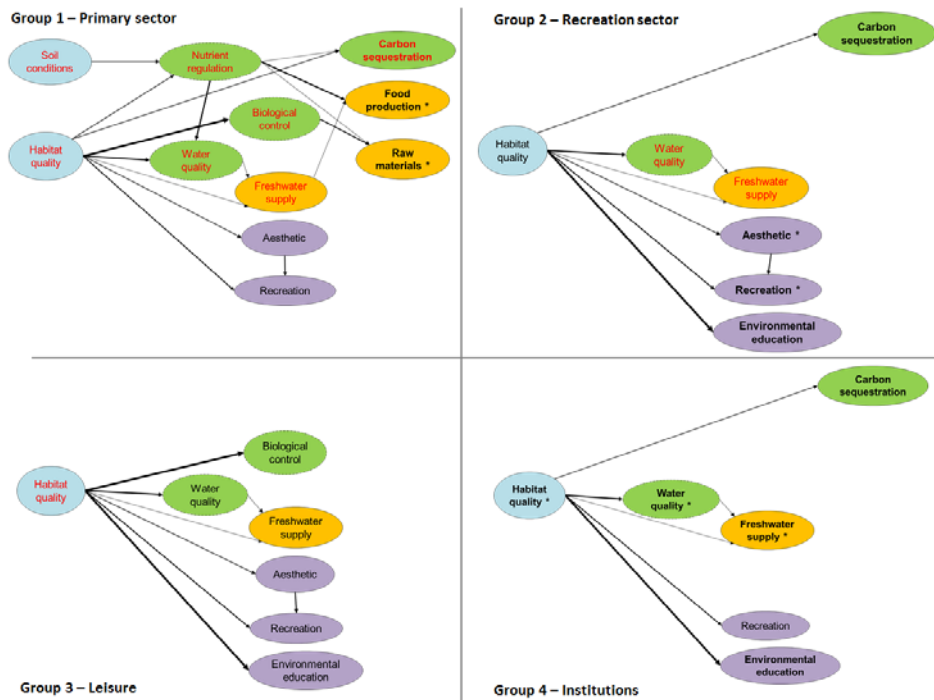 Group 1 – Primary sector
Soil
conditions
Nutrient
regulation
Carbon
sequestration
Food
production *
Biological
control
Habitat
quality
Water
quality
Raw
materials *
Freshwater
supply
Aesthetic
Recreation
Group 2 – Recreation sector
Carbon
sequestration
Habitat
quality
Water
quality
Freshwater
supply
Aesthetic *
Recreation *
Environmental
education
Biological
control
Habitat
quality
Water
quality
Freshwater
supply
Aesthetic
Recreation
Environmental
education
Group 3 – Leisure
Carbon
sequestration
Habitat
quality *
Water
quality *
Freshwater
supply *
Recreation
Environmental
education
Group 4 – Institutions